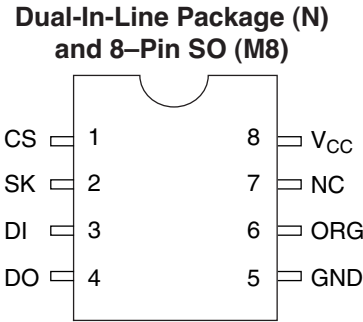 Dual-In-Line Package (N)
and 8–Pin SO (M8)
CS 1 8 VCC
SK 2 7 NC
DI 3 6 ORG
DO 4 5 GND